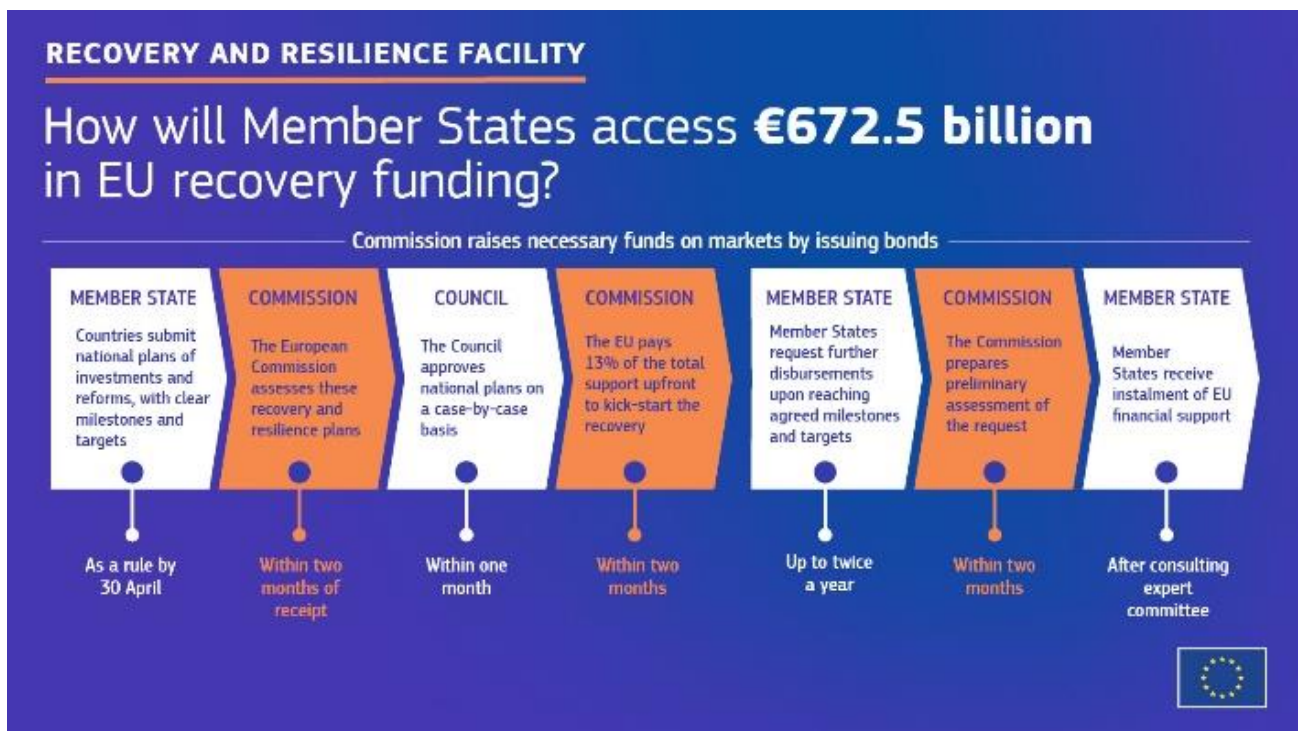 RECOVERY AND RESILIENCE FACILITY
How will Member States access €672.5 billion
in EU recovery funding?
Commission raises necessary funds on markets by issuing bonds
MEMBER STATE
Countries submit
national plans of
investments and
reforms, with clear
milestones and
targets
As a rule by
30 April
COMMISSION
The European
Commission
assesses these
recovery and
resilience plans
Within two
months of
receipt
COUNCIL
The Council
approves
national plans on
a case-by-case
basis
Within one
month
COMMISSION
The EU pays
13% of the total
support upfront
to kick-start the
recovery
Within two
months
MEMBER STATE
Member States
request further
disbursements
upon reaching
agreed milestones
and targets
Up to twice
a year
COMMISSION
The Commission
prepares
preliminary
assessment of
the request
Within two
months
MEMBER STATE
Member
States receive
instalment of EU
financial support
After consulting
expert
committee